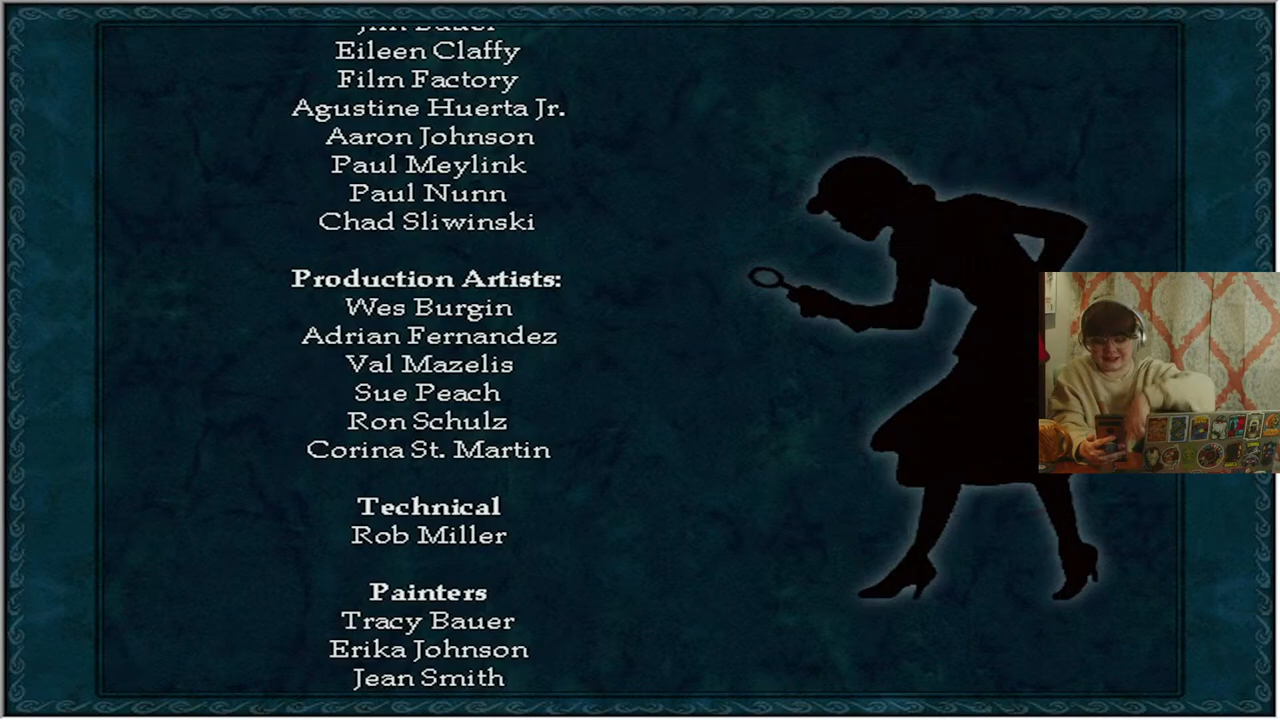 Eileen Claffy
Film Factory
Agustine Huerta Jr.
Aaron Johnson
Paul Meylink
Paul Nunn
Chad Sliwinski
Production Artists:
Wes Burgin
Adrian Fernandez
Val Mazelis
Sue Peach
Ron Schulz
Corina St. Martin
Technical
Rob Miller
Painters
Tracy Bauer
Erika Johnson
Jean Smith